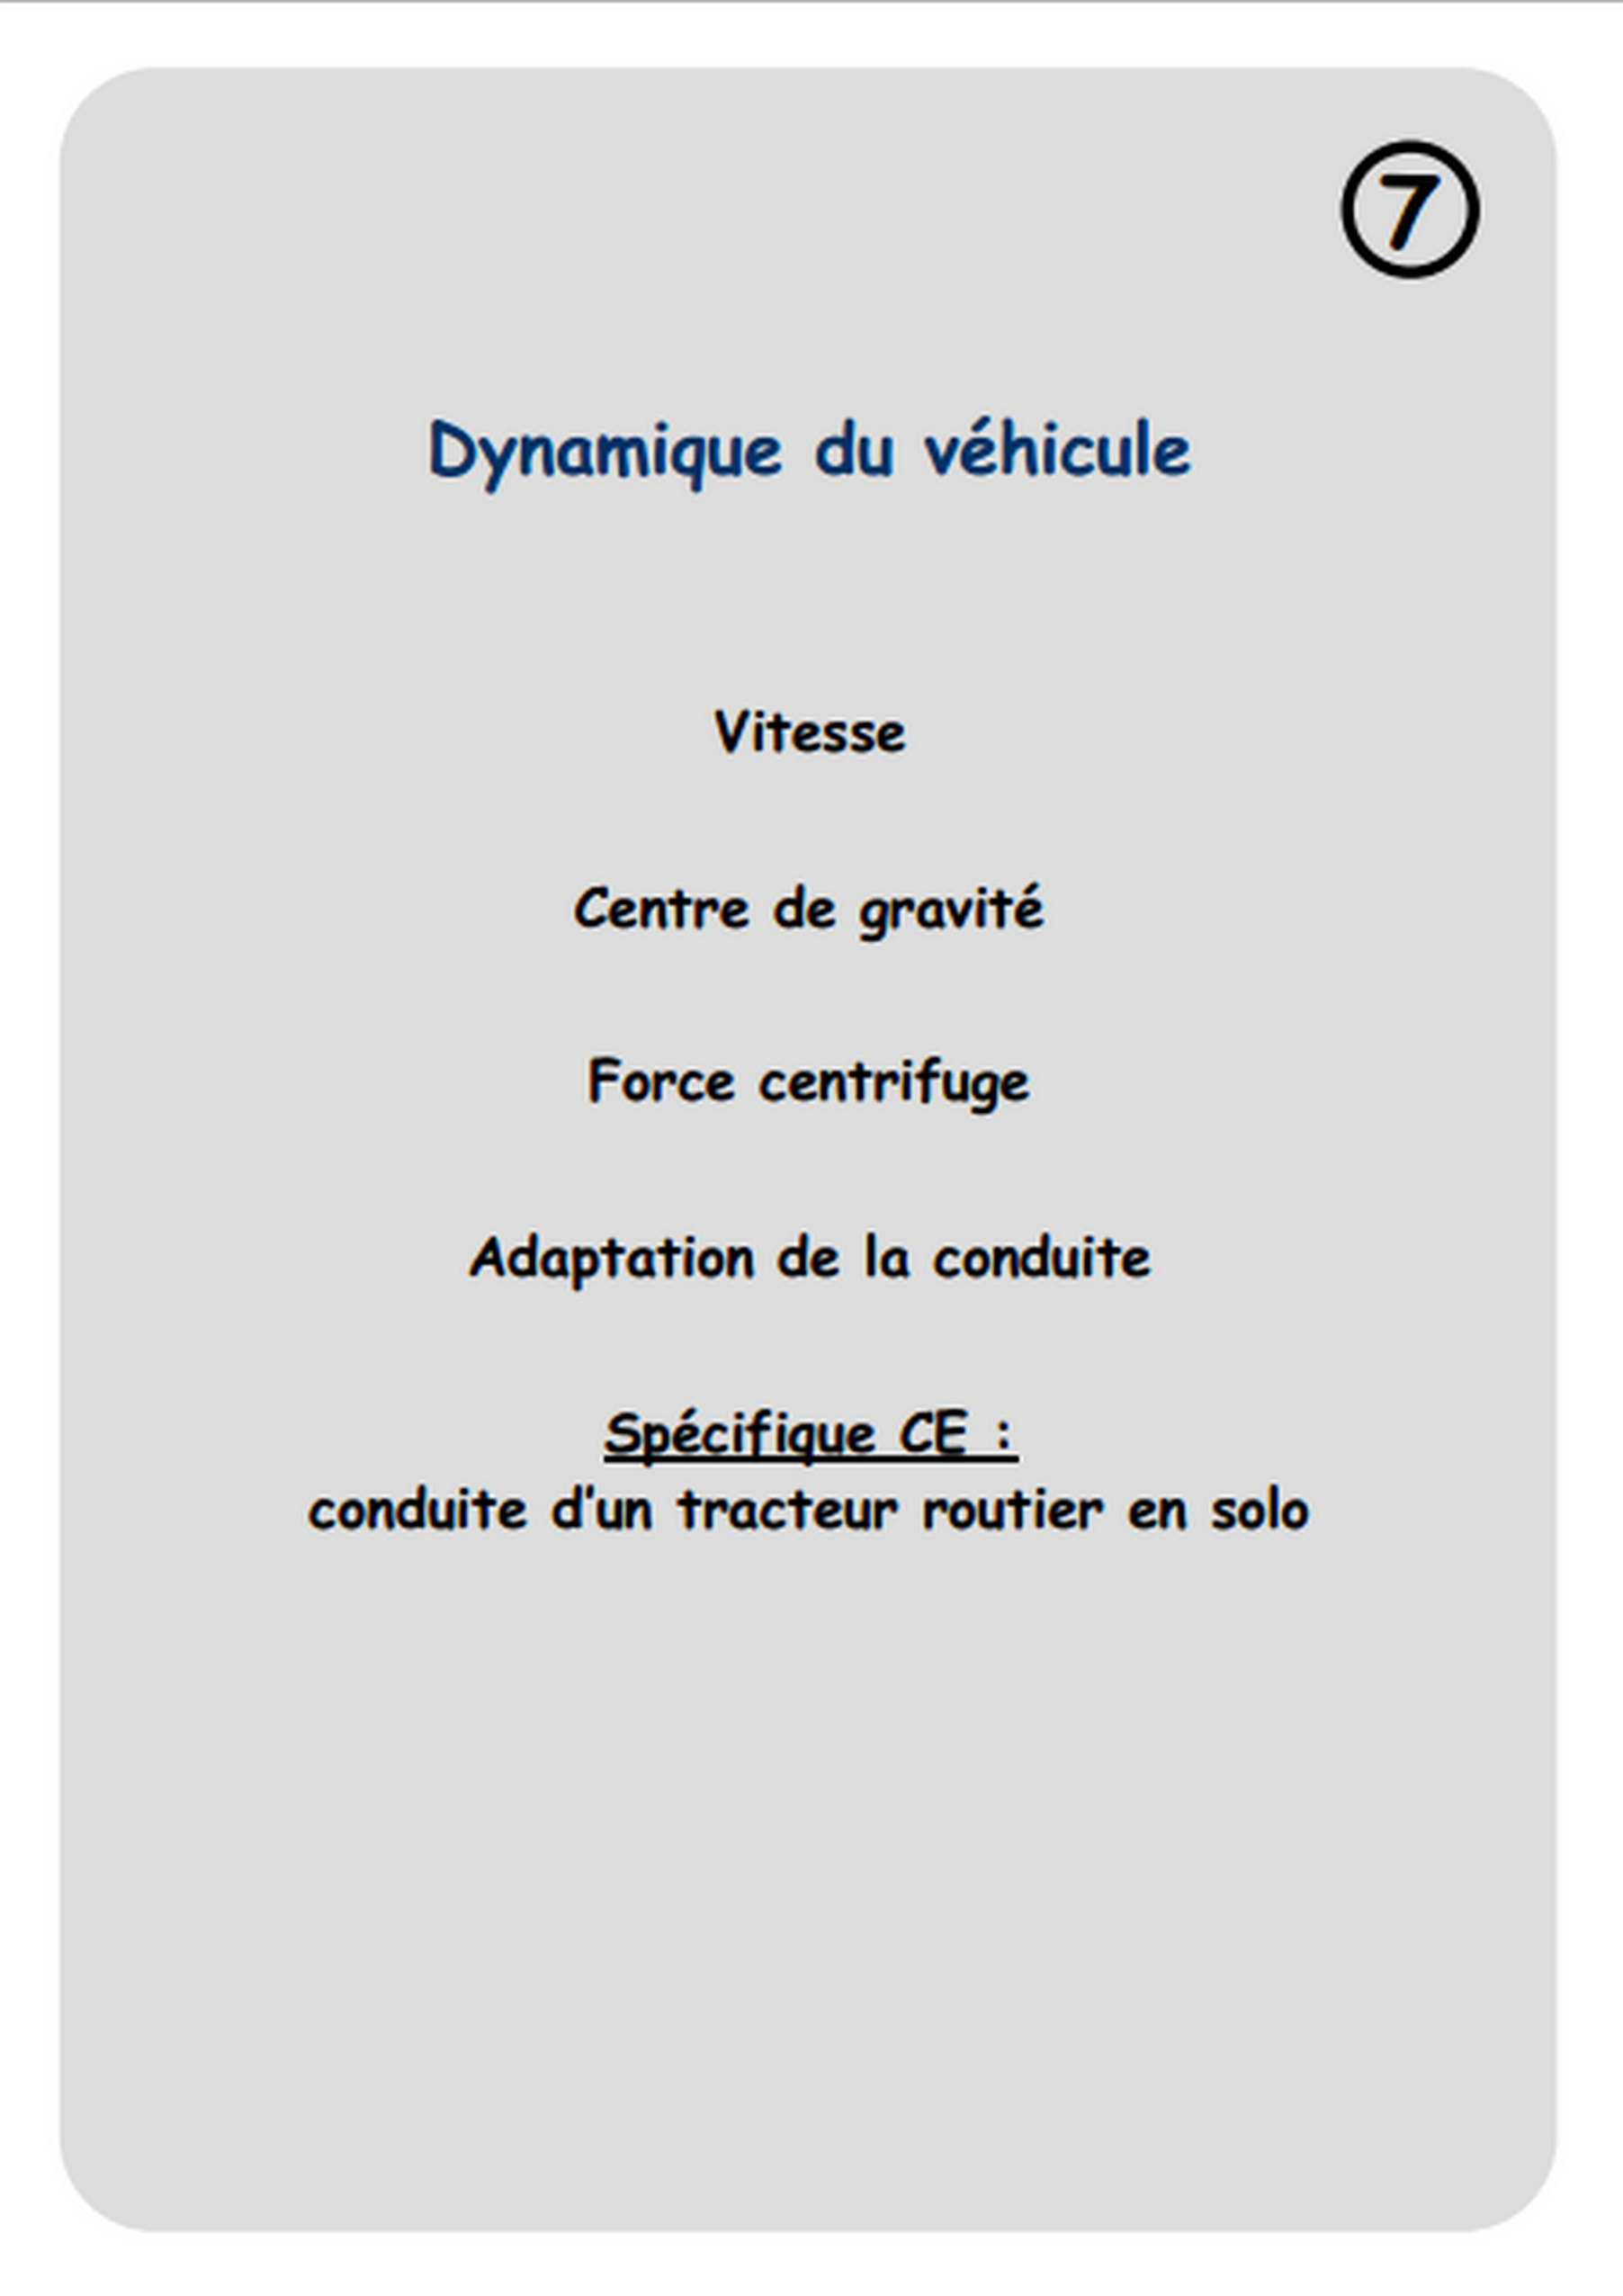 7
Dynamique du véhicule
Vitesse
Centre de gravité
Force centrifuge
Adaptation de la conduite
Spécifique CE :
conduite d'un tracteur routier en solo